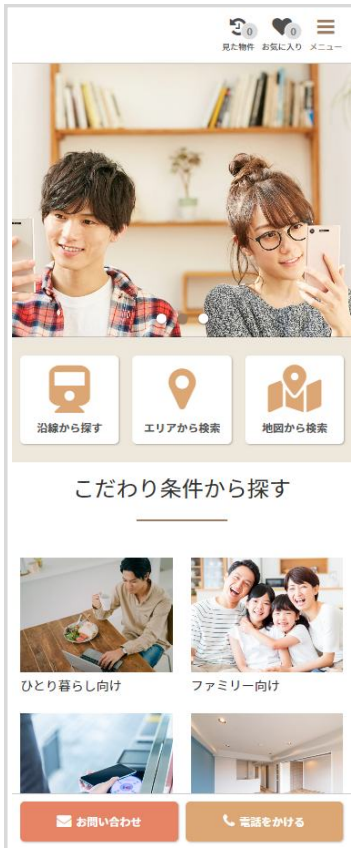 0
0
見た物件 お気に入り メニュー
沿線から探す エリアから検索 地図から検索
こだわり条件から探す
ひとり暮らし向け ファミリー向け
お問い合わせ 電話をかける